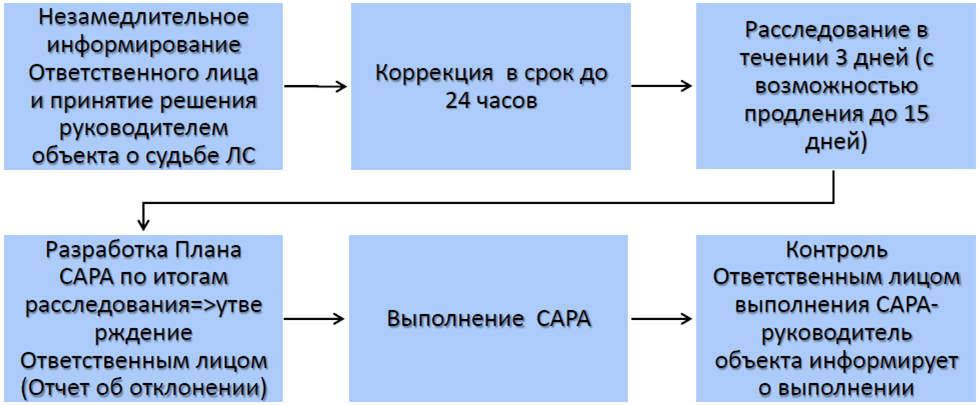 Незамедлительное
информирование
Ответственного лица
и принятие решения
руководителем
объекта о судьбе ЛС
Коррекция в срок до
24 часов
Расследование в
течении 3 дней (с
возможностью
продления до 15
дней)
Разработка Плана
САРА по итогам
расследования=>утве
рждение
Ответственным лицом
(Отчет об отклонении)
Выполнение САРА
Контроль
Ответственным лицом
выполнения САРА-
руководитель
объекта информирует
о выполнении